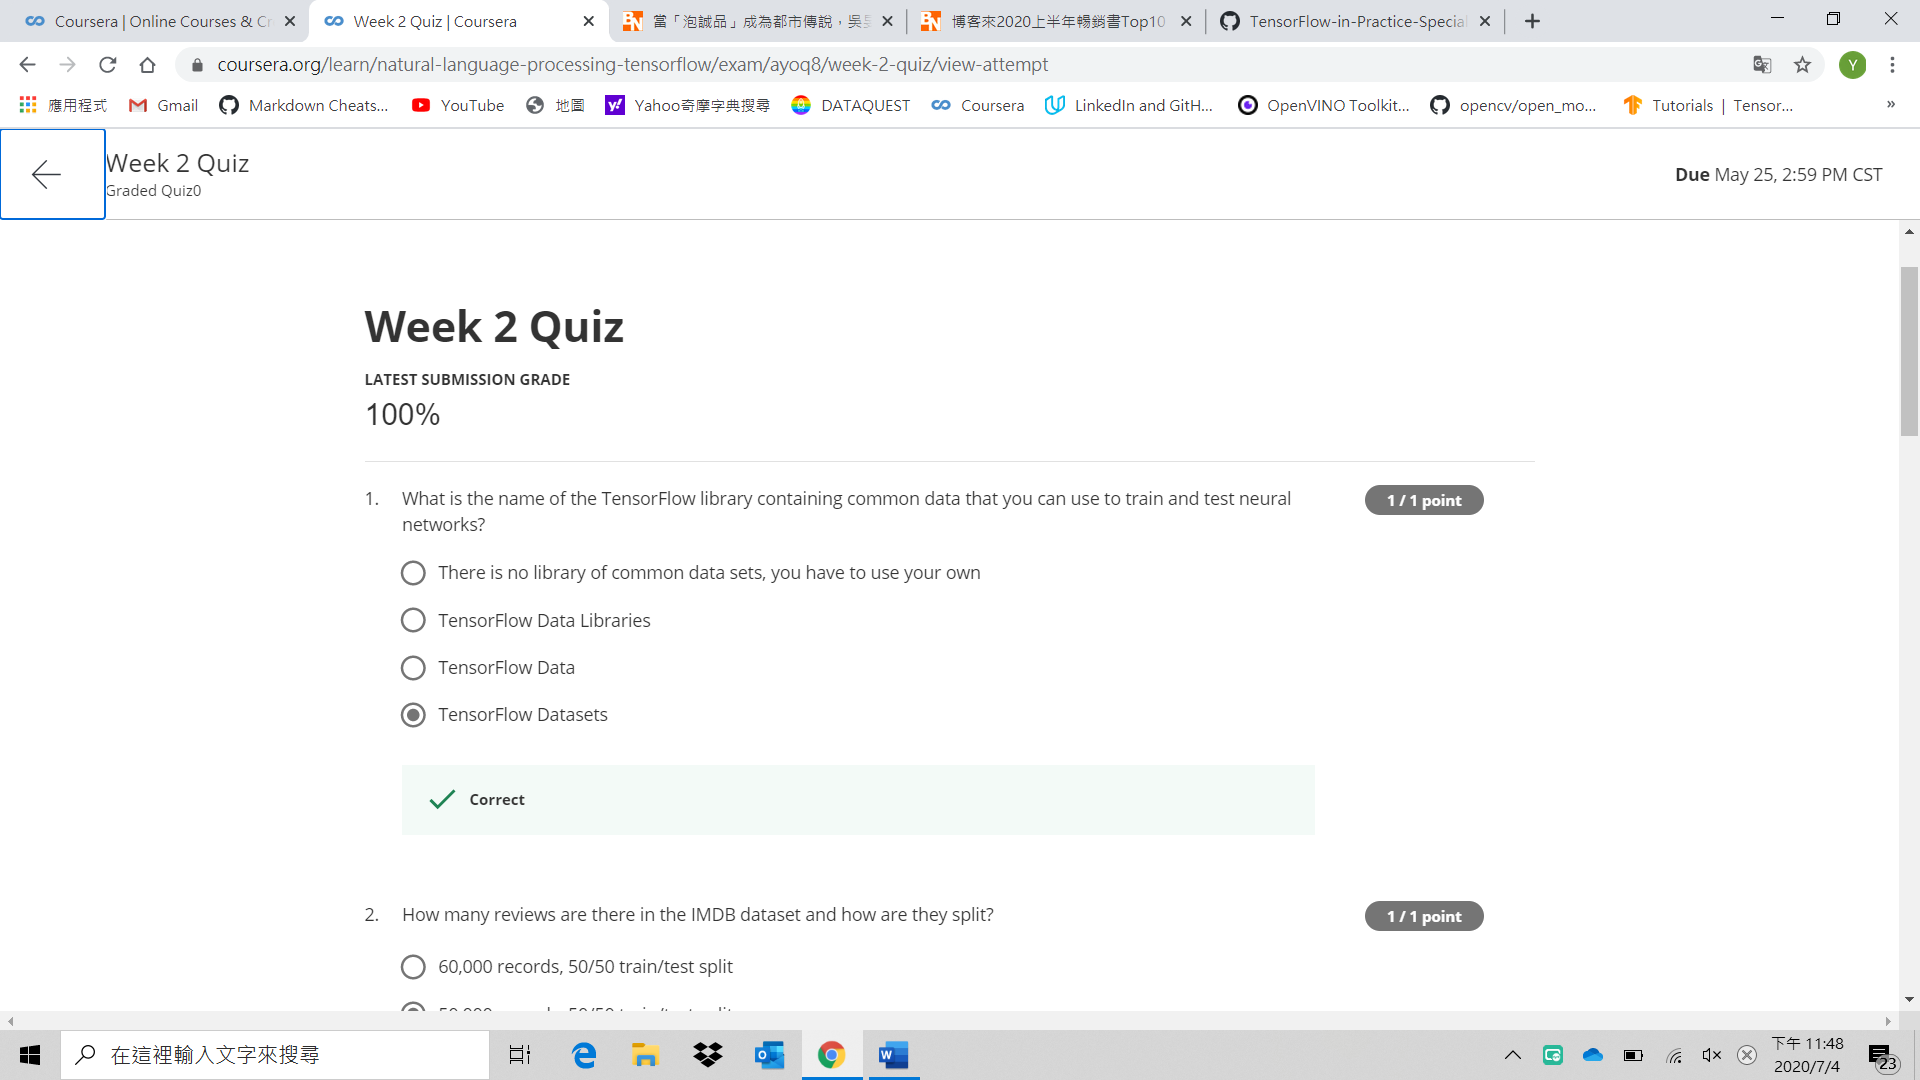 Coursera | Online Courses & Cr
Week 2 Quiz | Coursera
當「泡誠品」成為都市傳說，吳旻
博客來2020上半年暢銷書Top10
TensorFlow-in-Practice-Special
coursera.org/learn/natural-language-processing-tensorflow/exam/ayoq8/week-2-quiz/view-attempt
Y
應用程式
Gmail
Markdown Cheats...
YouTube
地圖
Yahoo奇摩字典搜尋
DATAQUEST
Coursera
LinkedIn and GitH...
OpenVINO Toolkit...
opencv/open_mo...
Tutorials | Tensor...
»
Week 2 Quiz
Graded Quiz0
Due May 25, 2:59 PM CST
Week 2 Quiz
LATEST SUBMISSION GRADE
100%
1. What is the name of the TensorFlow library containing common data that you can use to train and test neural
networks?
1 / 1 point
There is no library of common data sets, you have to use your own
TensorFlow Data Libraries
TensorFlow Data
TensorFlow Datasets
Correct
2. How many reviews are there in the IMDB dataset and how are they split?
1 / 1 point
60,000 records, 50/50 train/test split
50,000 records, 50/50 train/test split
在這裡輸入文字來搜尋
下午 11:48
2020/7/4
23